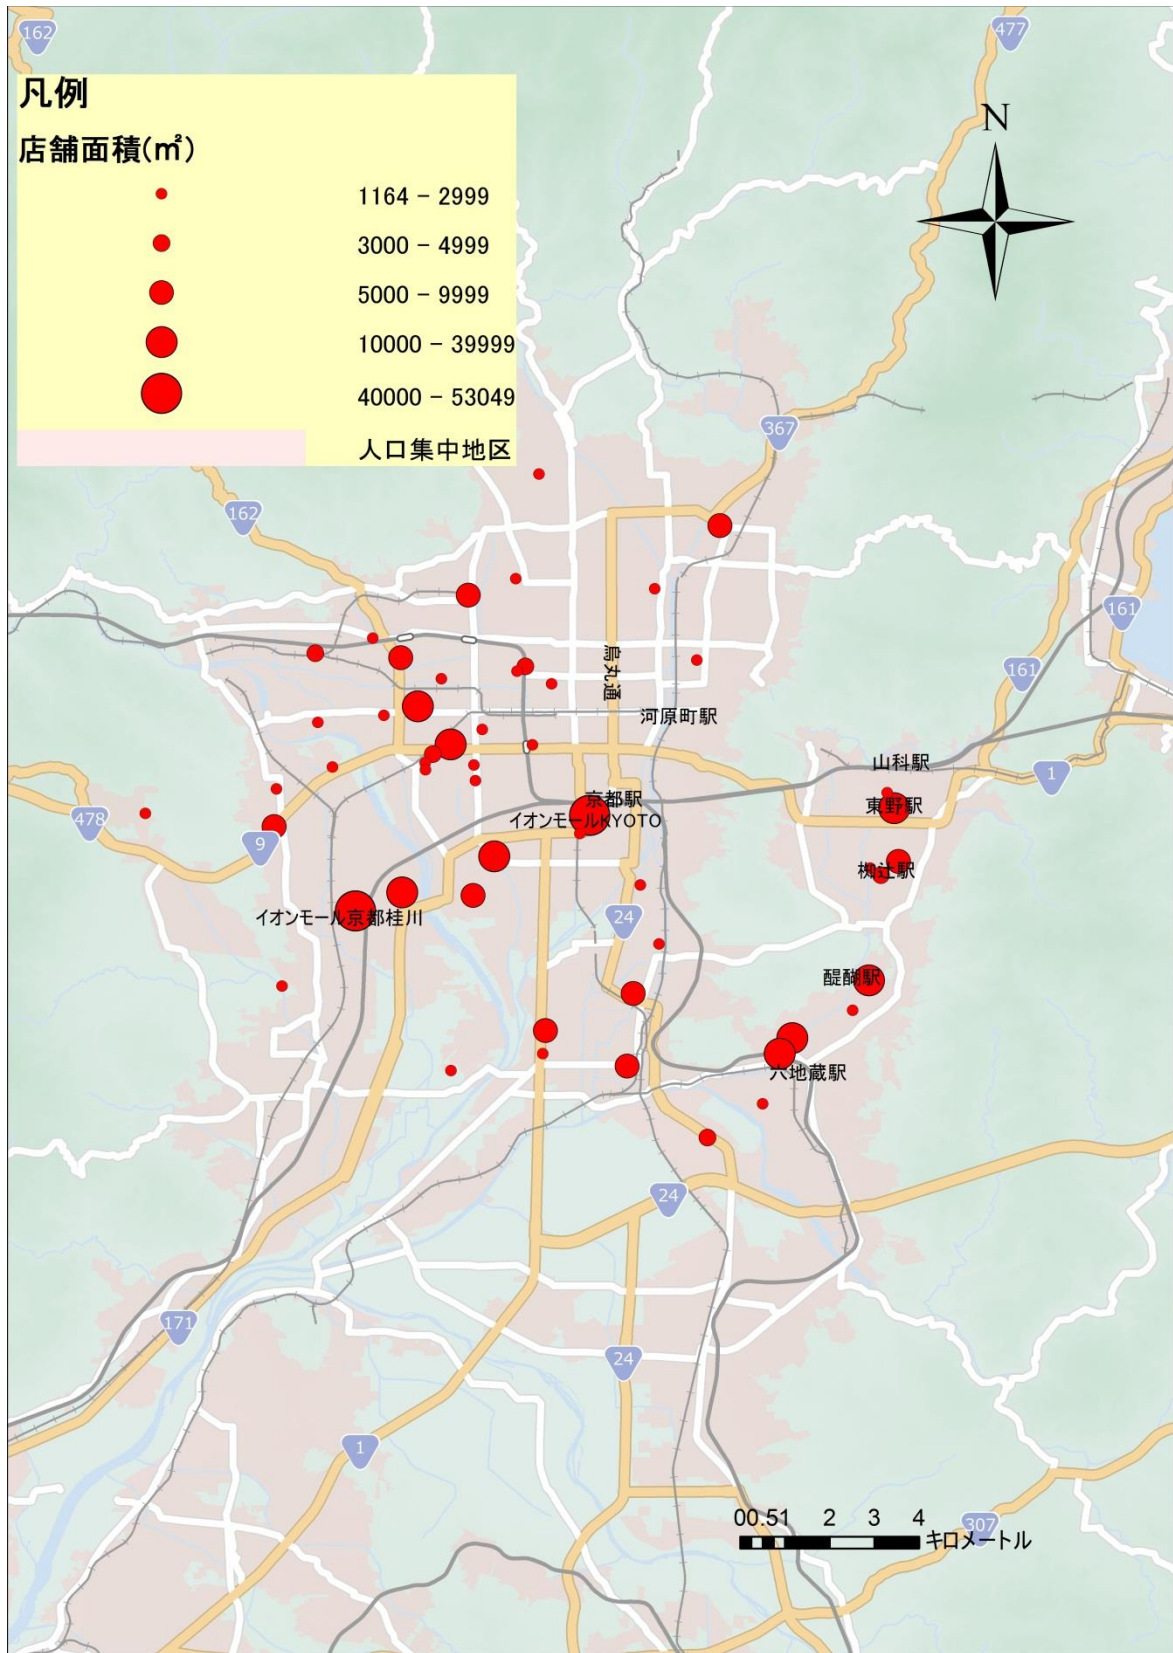 162
477
凡例
店舗面積(㎡)
1164 - 2999
3000 - 4999
5000 - 9999
10000 - 39999
40000 - 53049
人口集中地区
N
367
162
161
161
烏丸通
河原町駅
山科駅
1
京都駅
東野駅
イオンモールKYOTO
478
9
椥辻駅
イオンモール京都桂川
24
醍醐駅
六地蔵駅
24
171
24
1
00.51 2 3 4
キロメートル
307